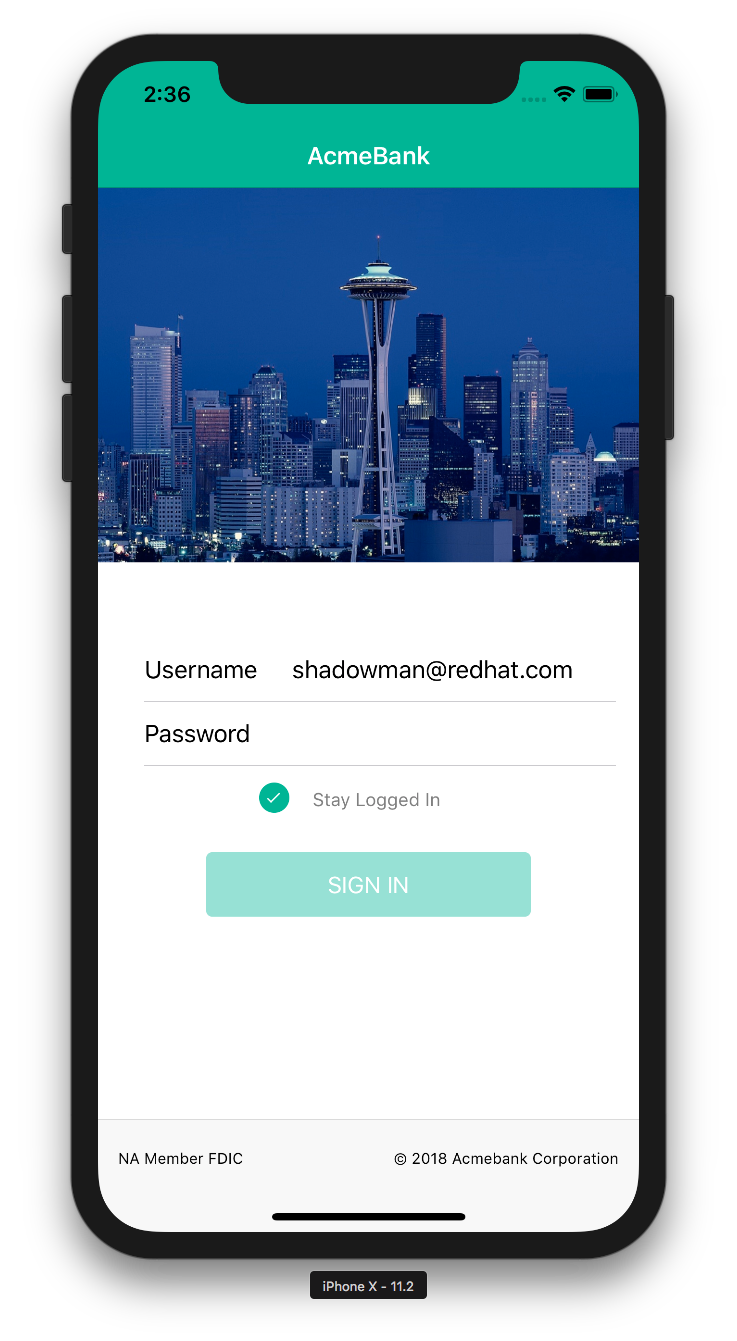 2:36
AcmeBank
Username shadowman@redhat.com
Password
Stay Logged In
SIGN IN
NA Member FDIC © 2018 Acmebank Corporation
iPhone X - 11.2